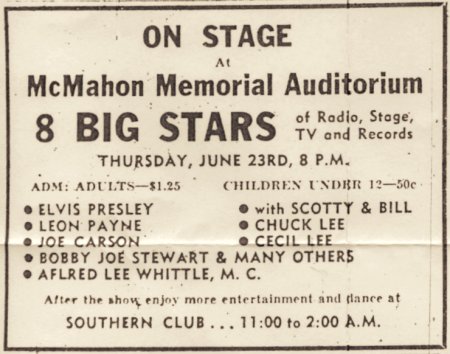 ON STAGE
At
McMahon Memorial Auditorium
8 BIG STARS of Radio, Stage, TV and Records
THURSDAY, JUNE 23RD, 8 P.M.
ADM: ADULTS—$1.25 CHILDREN UNDER 12—50c
● ELVIS PRESLEY ● with SCOTTY & BILL
● LEON PAYNE ● CHUCK LEE
● JOE CARSON ● CECIL LEE
● BOBBY JOE STEWART & MANY OTHERS
● AFLRED LEE WHITTLE, M. C.
After the show, enjoy more entertainment and dance at
SOUTHERN CLUB . . . 11:00 to 2:00 A.M.